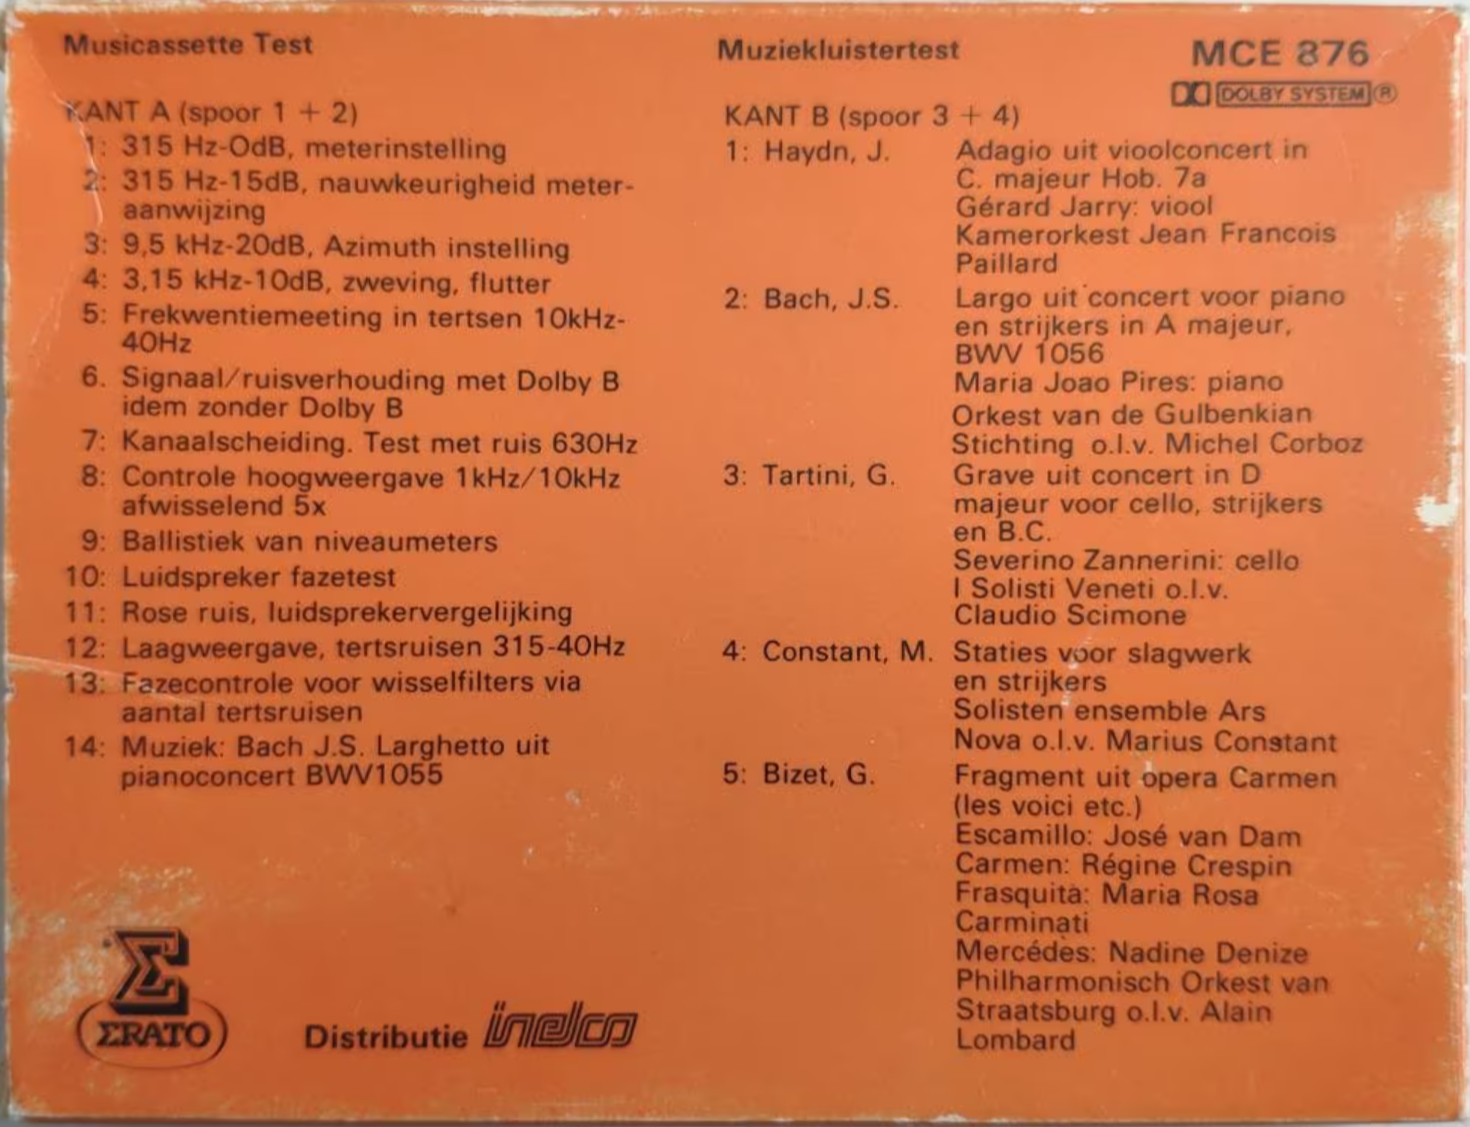 Musicassette Test
KANT A (spoor 1 + 2)
1: 315 Hz-0dB, meterinstelling
2: 315 Hz-15dB, nauwkeurigheid meter-
aanwijzing
3: 9,5 kHz-20dB, Azimuth instelling
4: 3,15 kHz-10dB, zweving, flutter
5: Frekwentiemeeting in tertsen 10kHz-
40Hz
6. Signaal/ruisverhouding met Dolby B
idem zonder Dolby B
7: Kanaalscheiding. Test met ruis 630Hz
8: Controle hoogweergave 1kHz/10kHz
afwisselend 5x
9: Ballistiek van niveaumeters
10: Luidspreker fazetest
11: Rose ruis, luidsprekervergelijking
12: Laagweergave, tertsruisen 315-40Hz
13: Fazecontrole voor wisselfilters via
aantal tertsruisen
14: Muziek: Bach J.S. Larghetto uit
pianoconcert BWV1055
ERATO
Distributie inelco
Muziekluistertest
MCE 876
DOLBY SYSTEM ®
KANT B (spoor 3 + 4)
1: Haydn, J. Adagio uit vioolconcert in
C. majeur Hob. 7a
Gérard Jarry: viool
Kamerorkest Jean Francois
Paillard
2: Bach, J.S. Largo uit concert voor piano
en strijkers in A majeur,
BWV 1056
Maria Joao Pires: piano
Orkest van de Gulbenkian
Stichting o.l.v. Michel Corboz
3: Tartini, G. Grave uit concert in D
majeur voor cello, strijkers
en B.C.
Severino Zannerini: cello
I Solisti Veneti o.l.v.
Claudio Scimone
4: Constant, M. Staties voor slagwerk
en strijkers
Solisten ensemble Ars
Nova o.l.v. Marius Constant
5: Bizet, G. Fragment uit opera Carmen
(les voici etc.)
Escamillo: José van Dam
Carmen: Régine Crespin
Frasquita: Maria Rosa
Carminati
Mercédès: Nadine Denize
Philharmonisch Orkest van
Straatsburg o.l.v. Alain
Lombard